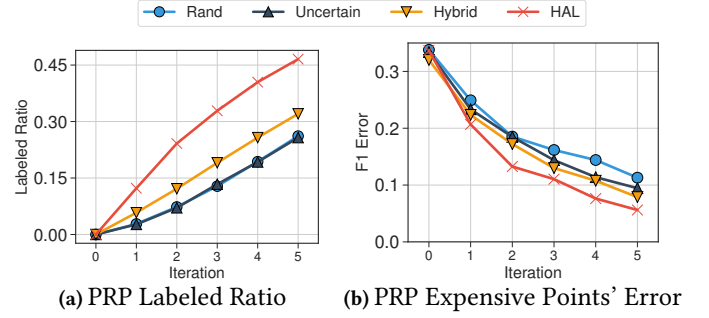 Rand Uncertain Hybrid HAL
0.45
0.30
0.15
0.00
Labeled Ratio
0 1 2 3 4 5
Iteration
(a) PRP Labeled Ratio
0.3
0.2
0.1
0.0
F1 Error
0 1 2 3 4 5
Iteration
(b) PRP Expensive Points' Error